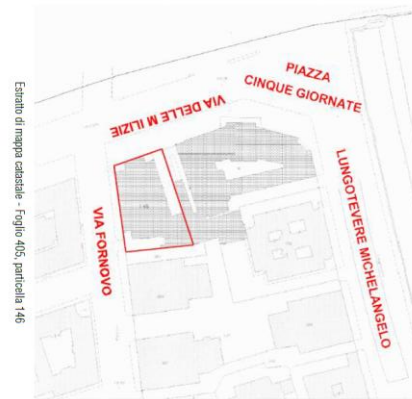 PIAZZA
CINQUE GIORNATE
VIA DELLE M ILIZIE
LUNGOTEVERE MICHELANGELO
VIA FORNOVO
Estratto di mappa catastale - Foglio 405, particella 146